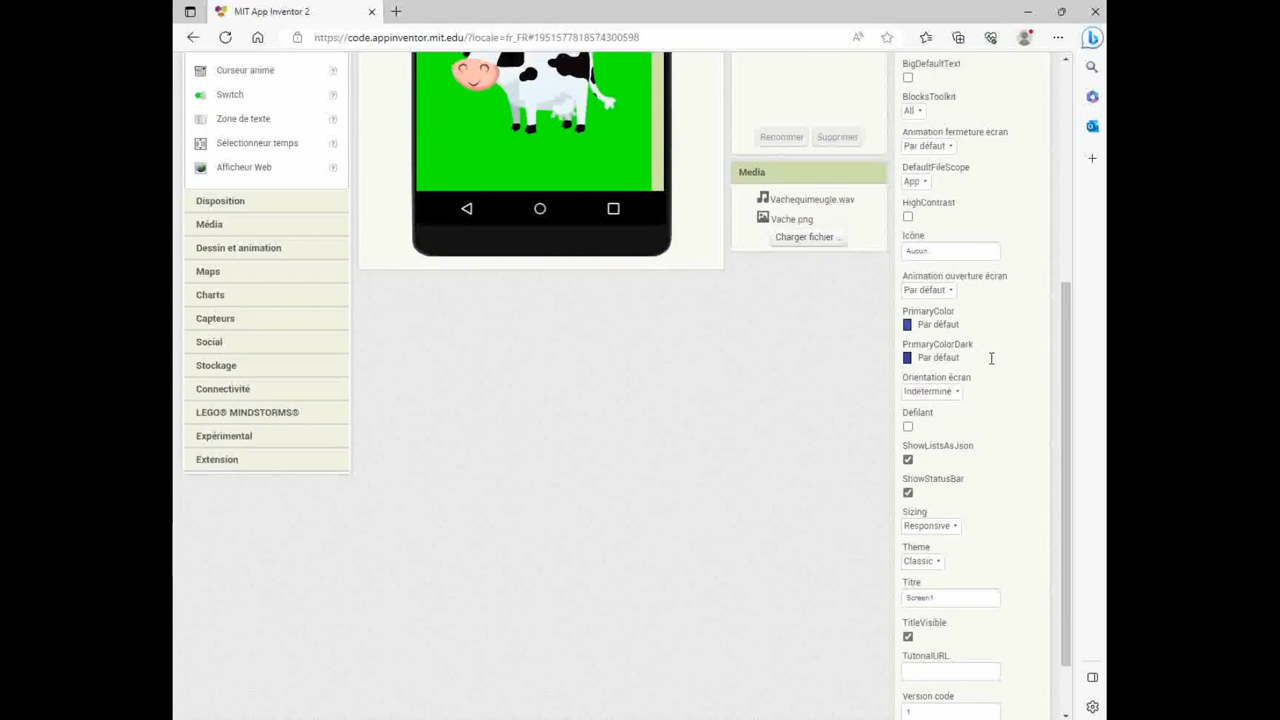 MIT App Inventor 2
https://code.appinventor.mit.edu/?locale=fr_FR#1951577818574300598
Curseur animé
Switch
Zone de texte
Sélectionneur temps
Afficheur Web
Disposition
Média
Dessin et animation
Maps
Charts
Capteurs
Social
Stockage
Connectivité
LEGO® MINDSTORMS®
Expérimental
Extension
Renommer Supprimer
Media
Vachequimeugle.wav
Vache png
Charger fichier ...
BigDefaultText
BlocksToolkit
All
Animation fermeture écran
Par défaut
DefaultFileScope
App
HighContrast
Icône
Aucun
Animation ouverture écran
Par défaut
PrimaryColor
Par défaut
PrimaryColorDark
Par défaut
Orientation écran
Indéterminé
Défilant
ShowListsAsJson
ShowStatusBar
Sizing
Responsive
Theme
Classic
Titre
Screen1
TitleVisible
TutorialURL
Version code
1